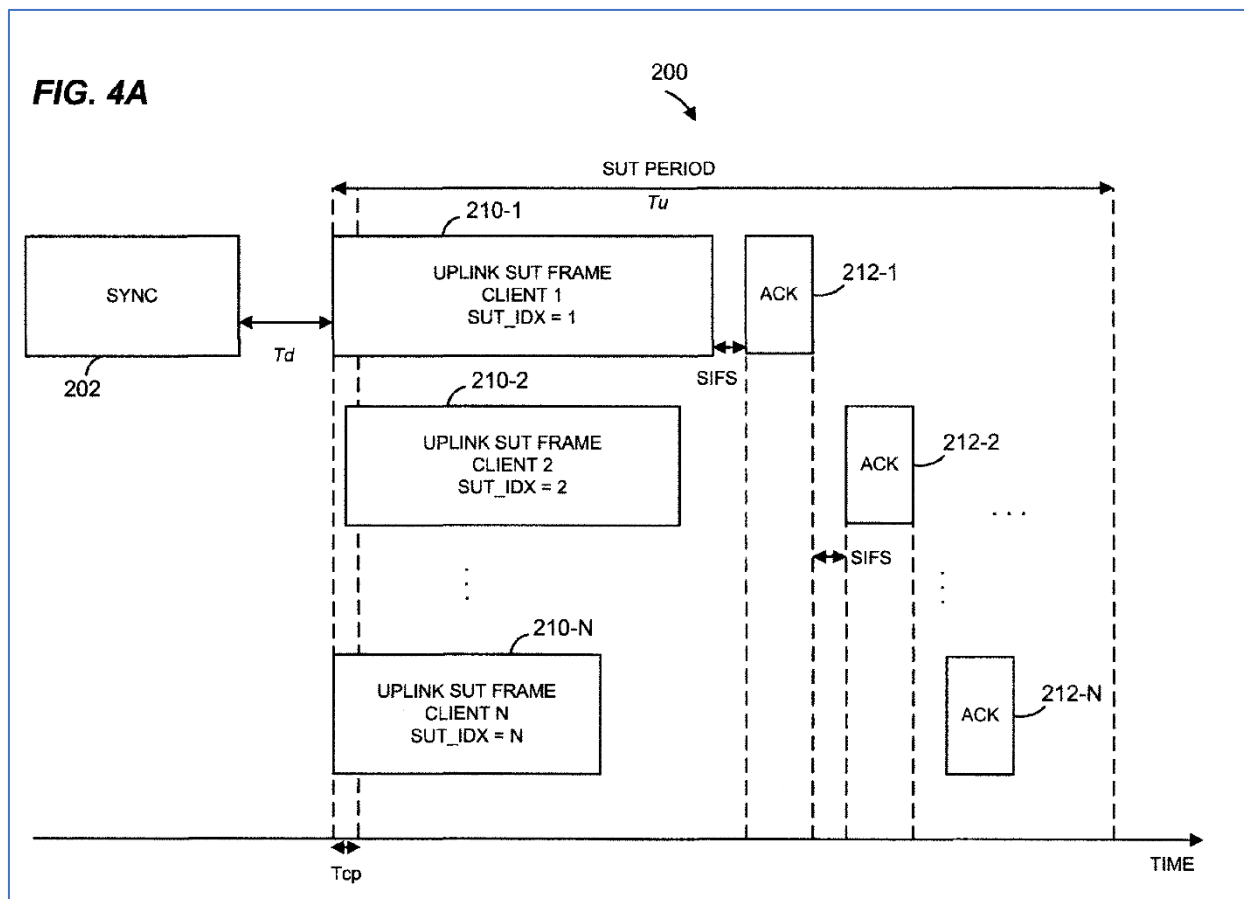 FIG. 4A
200
SUT PERIOD
Tu
210-1
SYNC
UPLINK SUT FRAME
CLIENT 1
SUT_IDX = 1
ACK
212-1
Td
SIFS
202
210-2
UPLINK SUT FRAME
CLIENT 2
SUT_IDX = 2
ACK
212-2
. . .
SIFS
210-N
UPLINK SUT FRAME
CLIENT N
SUT_IDX = N
ACK
212-N
Tcp
TIME